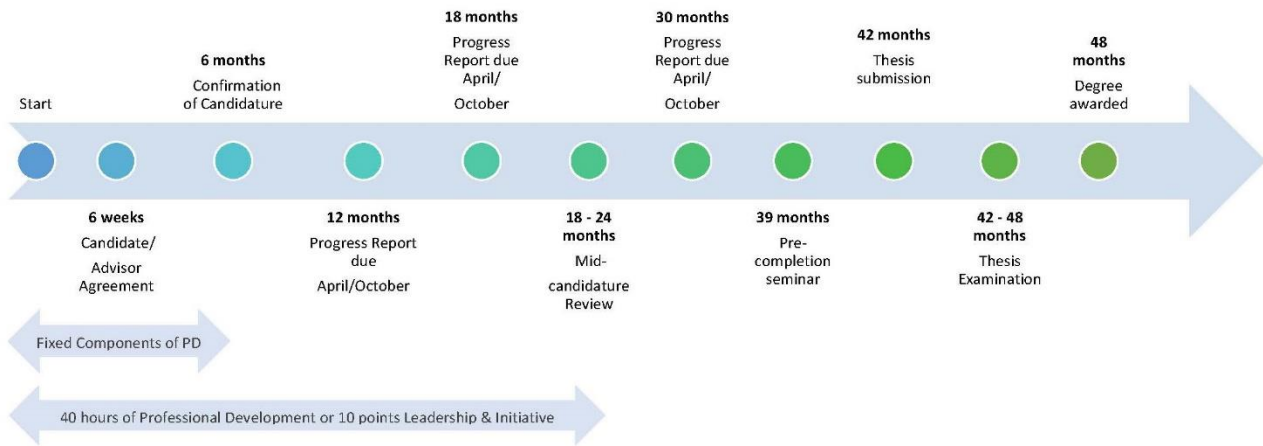 Start
6 weeks
Candidate/
Advisor
Agreement
6 months
Confirmation
of Candidature
12 months
Progress Report
due
April/October
18 months
Progress
Report due
April/
October
18 - 24
months
Mid-
candidature
Review
30 months
Progress
Report due
April/
October
39 months
Pre-
completion
seminar
42 months
Thesis
submission
42 - 48
months
Thesis
Examination
48
months
Degree
awarded
Fixed Components of PD
40 hours of Professional Development or 10 points Leadership & Initiative